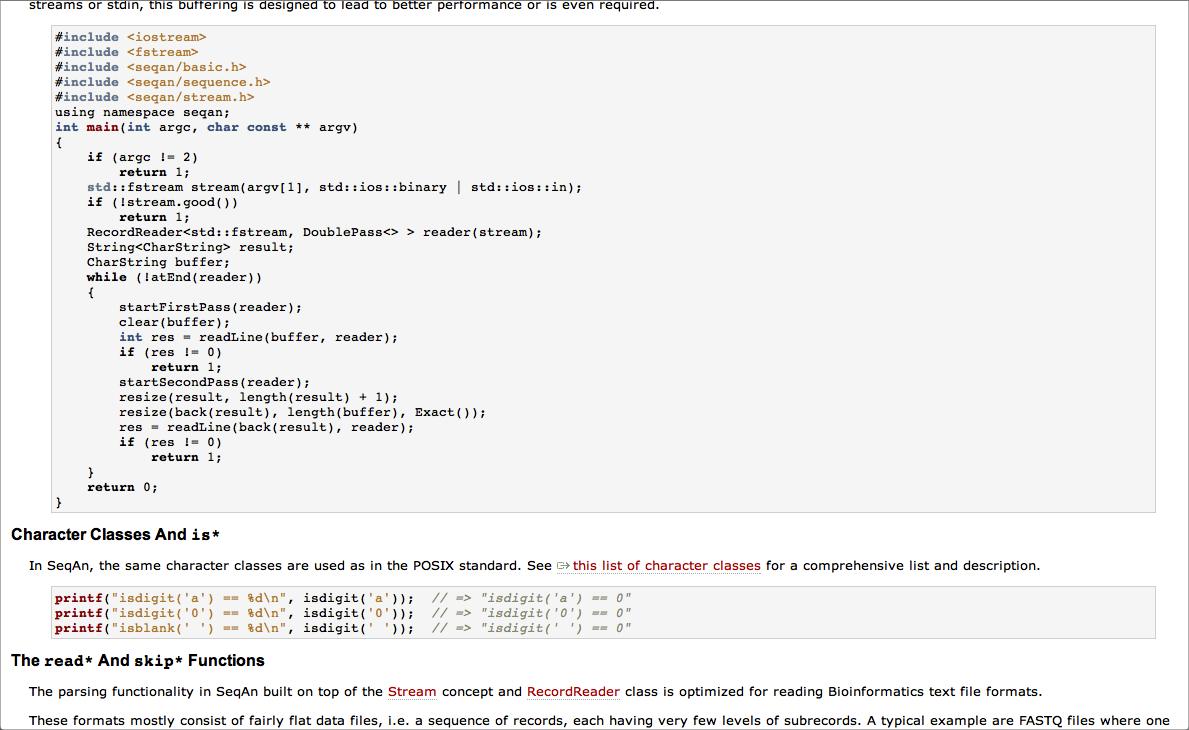 streams or stdin, this buffering is designed to lead to better performance or is even required.
#include <iostream>
#include <fstream>
#include <seqan/basic.h>
#include <seqan/sequence.h>
#include <seqan/stream.h>
using namespace seqan;
int main(int argc, char const ** argv)
{
    if (argc != 2)
        return 1;
    std::fstream stream(argv[1], std::ios::binary | std::ios::in);
    if (!stream.good())
        return 1;
    RecordReader<std::fstream, DoublePass<> > reader(stream);
    String<CharString> result;
    CharString buffer;
    while (!atEnd(reader))
    {
        startFirstPass(reader);
        clear(buffer);
        int res = readLine(buffer, reader);
        if (res != 0)
            return 1;
        startSecondPass(reader);
        resize(result, length(result) + 1);
        resize(back(result), length(buffer), Exact());
        res = readLine(back(result), reader);
        if (res != 0)
            return 1;
    }
    return 0;
}
Character Classes And is*
In SeqAn, the same character classes are used as in the POSIX standard. See this list of character classes for a comprehensive list and description.
printf("isdigit('a') == %d\n", isdigit('a'));  // => "isdigit('a') == 0"
printf("isdigit('0') == %d\n", isdigit('0'));  // => "isdigit('0') == 0"
printf("isblank(' ') == %d\n", isdigit(' '));  // => "isdigit(' ') == 0"
The read* And skip* Functions
The parsing functionality in SeqAn built on top of the Stream concept and RecordReader class is optimized for reading Bioinformatics text file formats.
These formats mostly consist of fairly flat data files, i.e. a sequence of records, each having very few levels of subrecords. A typical example are FASTQ files where one